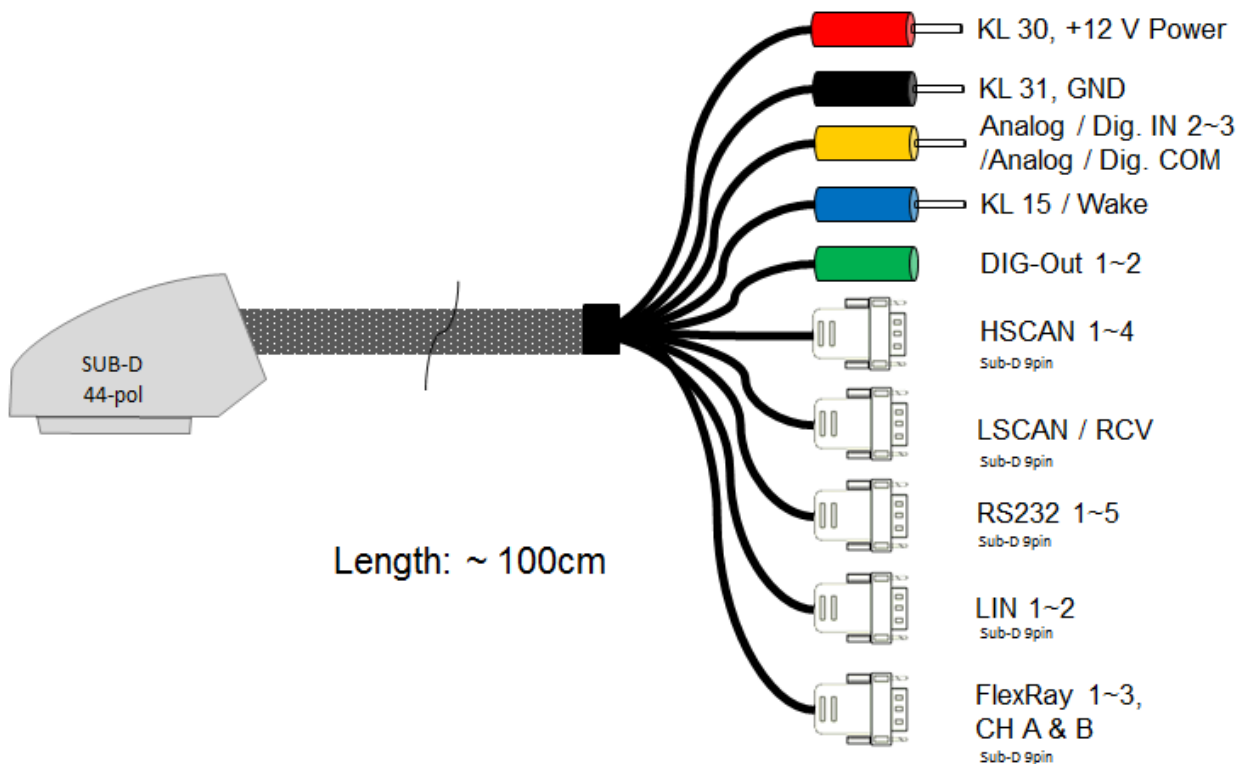 KL 30, +12 V Power
KL 31, GND
Analog / Dig. IN 2~3
/Analog / Dig. COM
KL 15 / Wake
DIG-Out 1~2
HSCAN 1~4
Sub-D 9pin
SUB-D
44-pol
LSCAN / RCV
Sub-D 9pin
RS232 1~5
Sub-D 9pin
Length: ~ 100cm
LIN 1~2
Sub-D 9pin
FlexRay 1~3,
CH A & B
Sub-D 9pin